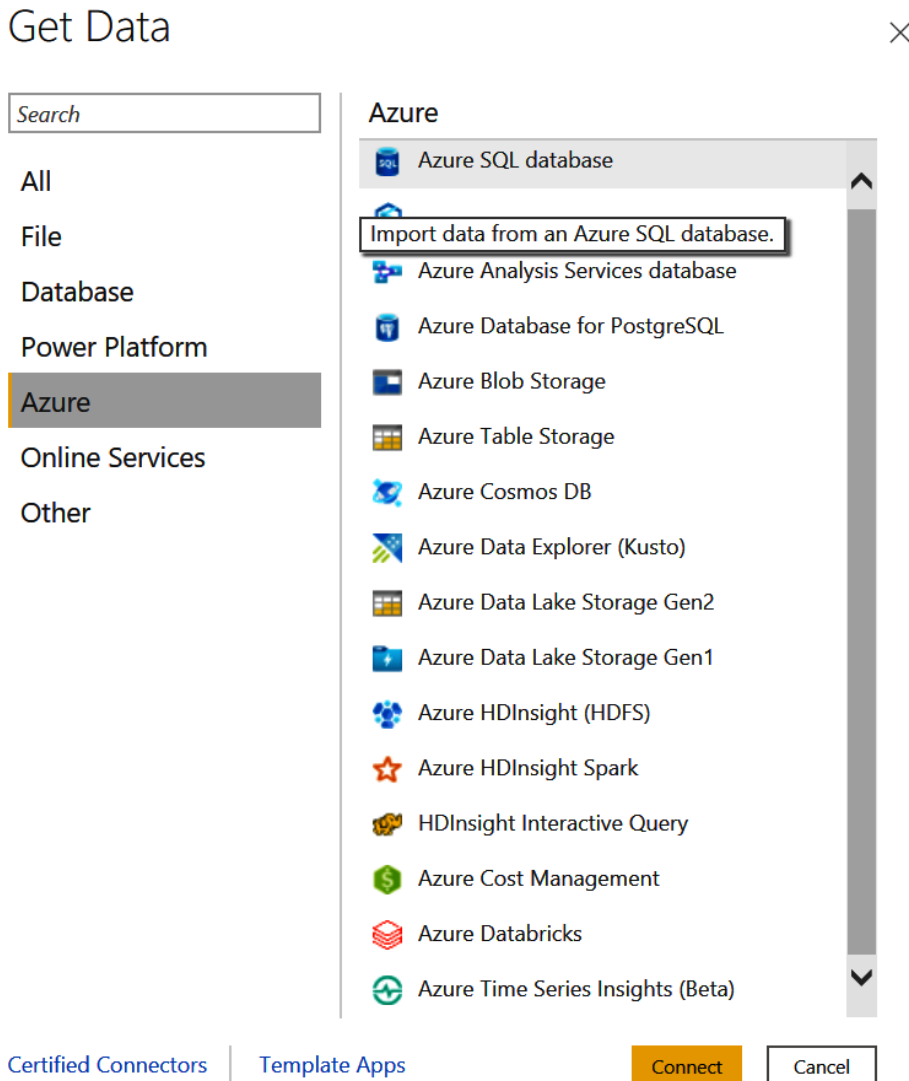 Get Data
Search
All
File
Database
Power Platform
Azure
Online Services
Other
Azure
SQL Azure SQL database
Import data from an Azure SQL database.
Azure Analysis Services database
Azure Database for PostgreSQL
Azure Blob Storage
Azure Table Storage
Azure Cosmos DB
Azure Data Explorer (Kusto)
Azure Data Lake Storage Gen2
Azure Data Lake Storage Gen1
Azure HDInsight (HDFS)
Azure HDInsight Spark
HDInsight Interactive Query
$ Azure Cost Management
Azure Databricks
Azure Time Series Insights (Beta)
Certified Connectors
Template Apps
Connect
Cancel